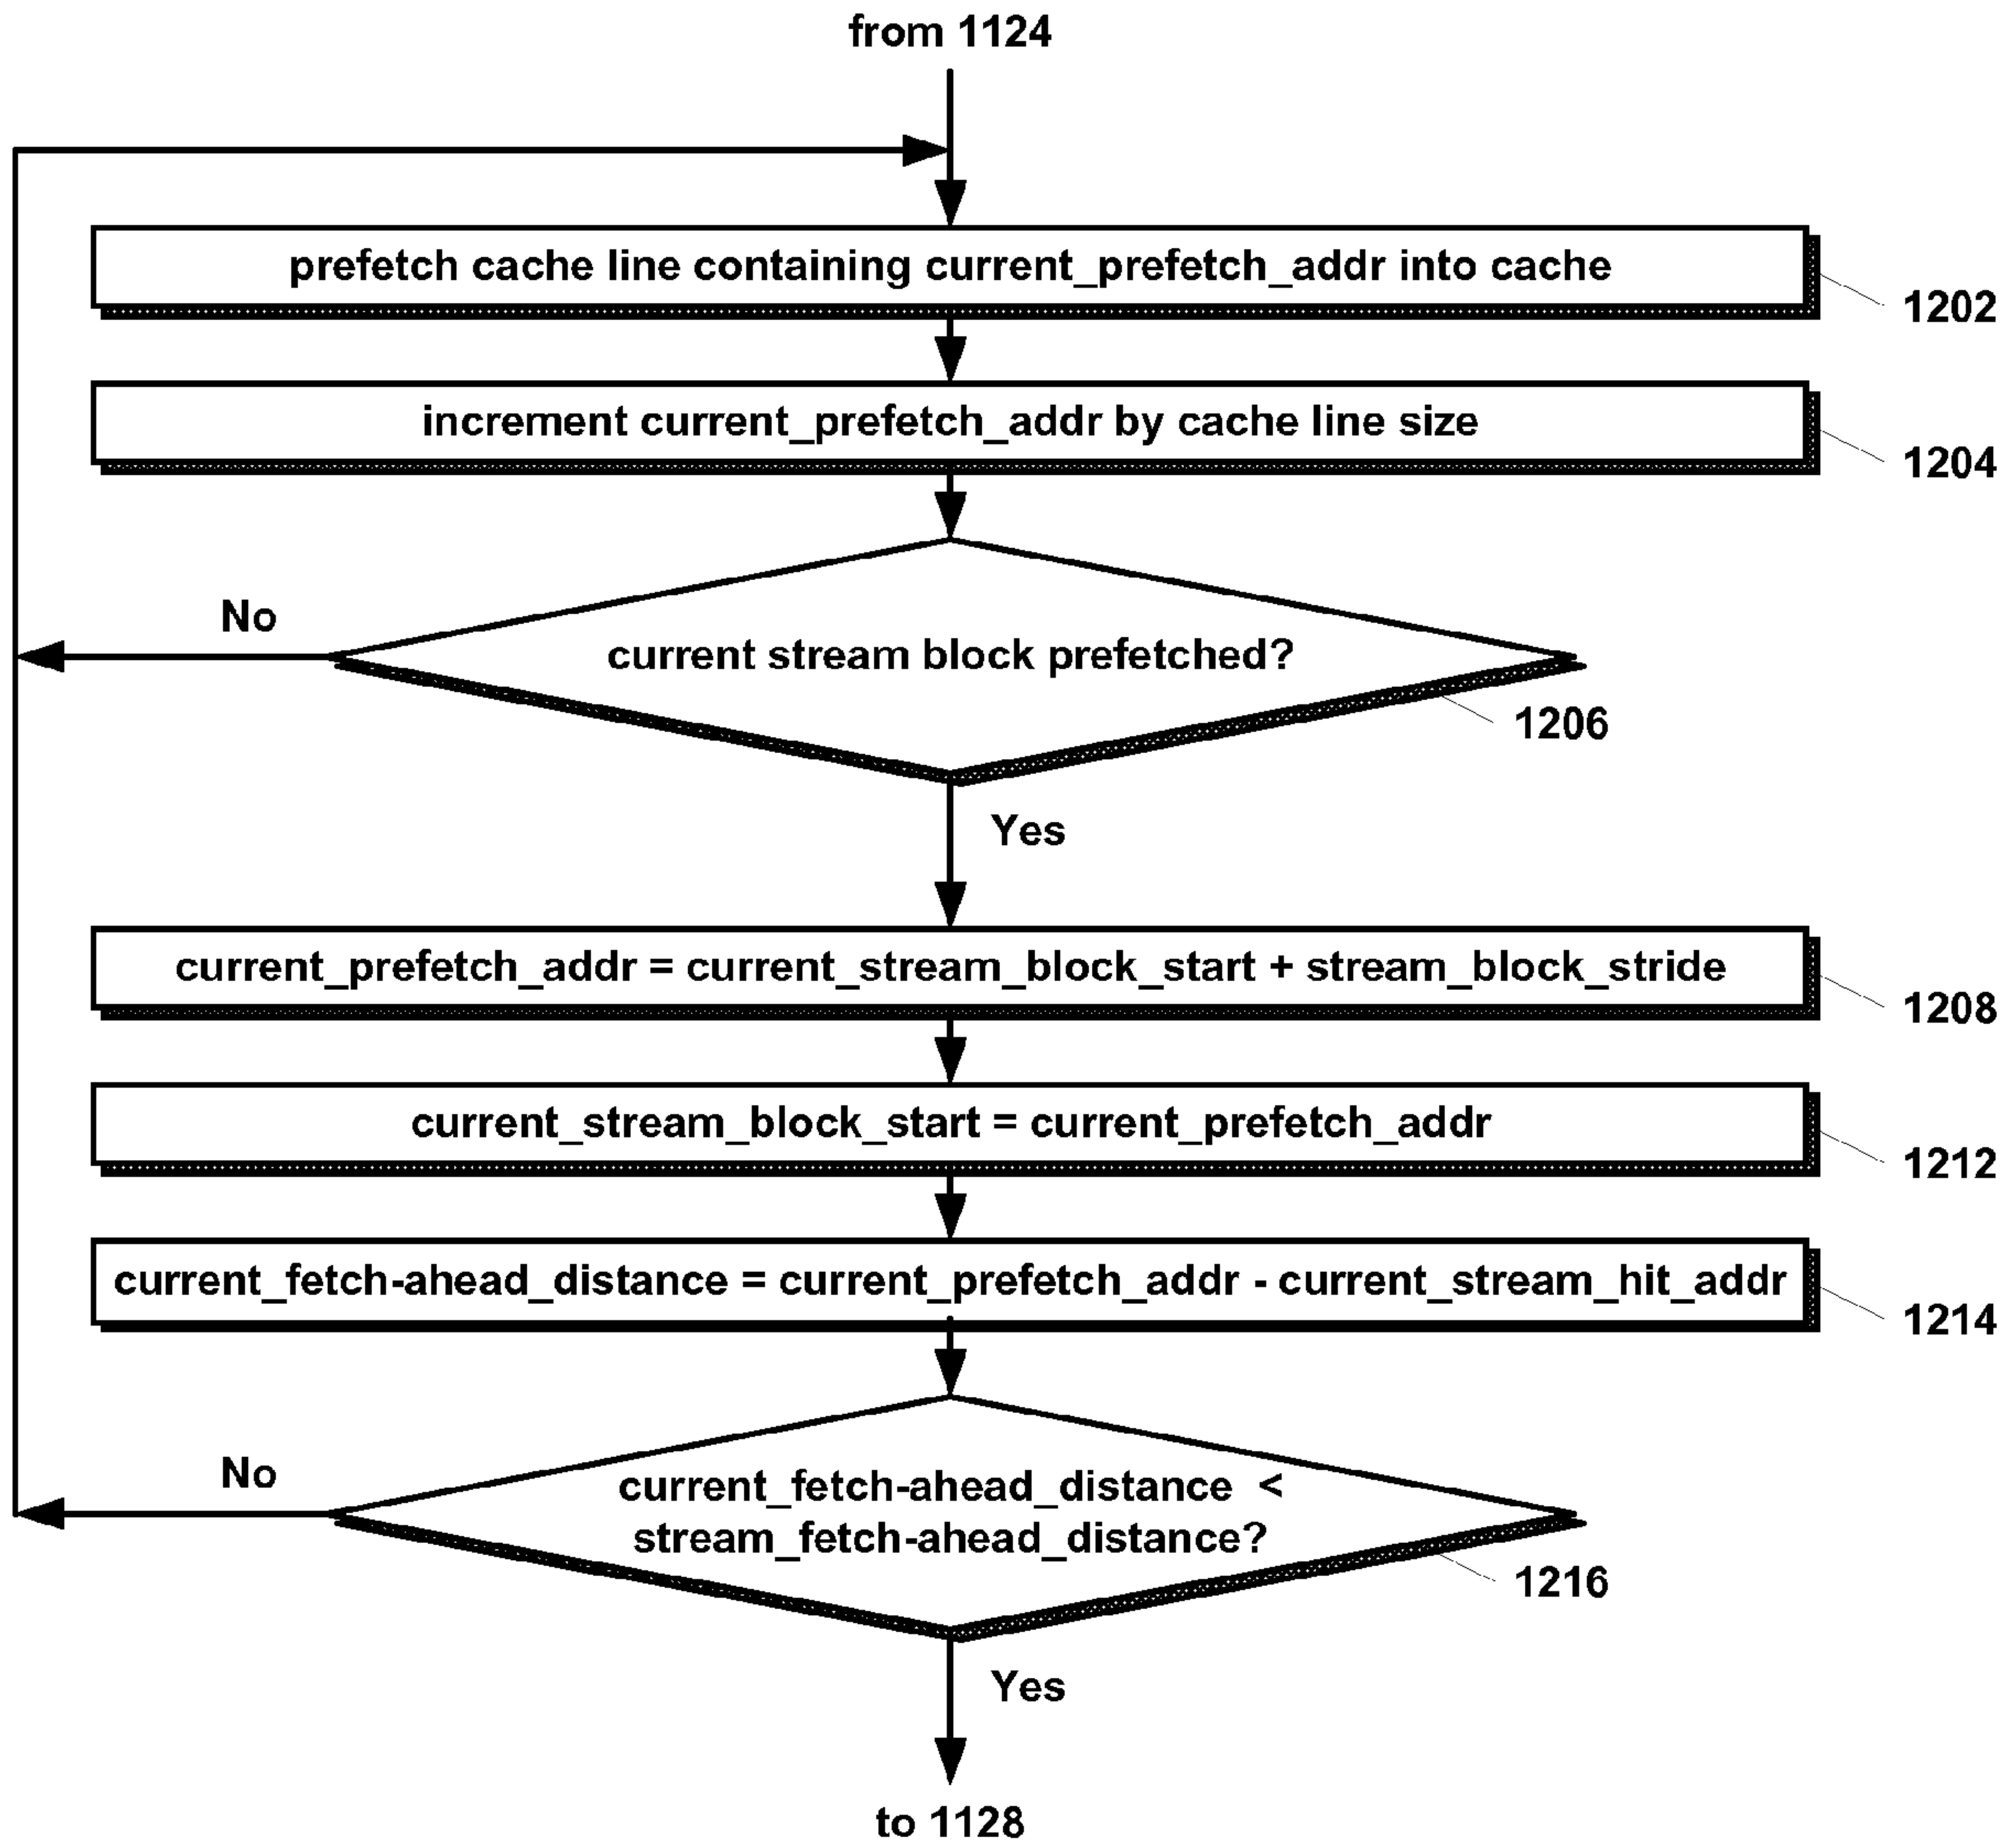 from 1124
prefetch cache line containing current_prefetch_addr into cache
1202
increment current_prefetch_addr by cache line size
1204
No
current stream block prefetched?
1206
Yes
current_prefetch_addr = current_stream_block_start + stream_block_stride
1208
current_stream_block_start = current_prefetch_addr
1212
current_fetch-ahead_distance = current_prefetch_addr - current_stream_hit_addr
1214
No
current_fetch-ahead_distance <
stream_fetch-ahead_distance?
1216
Yes
to 1128